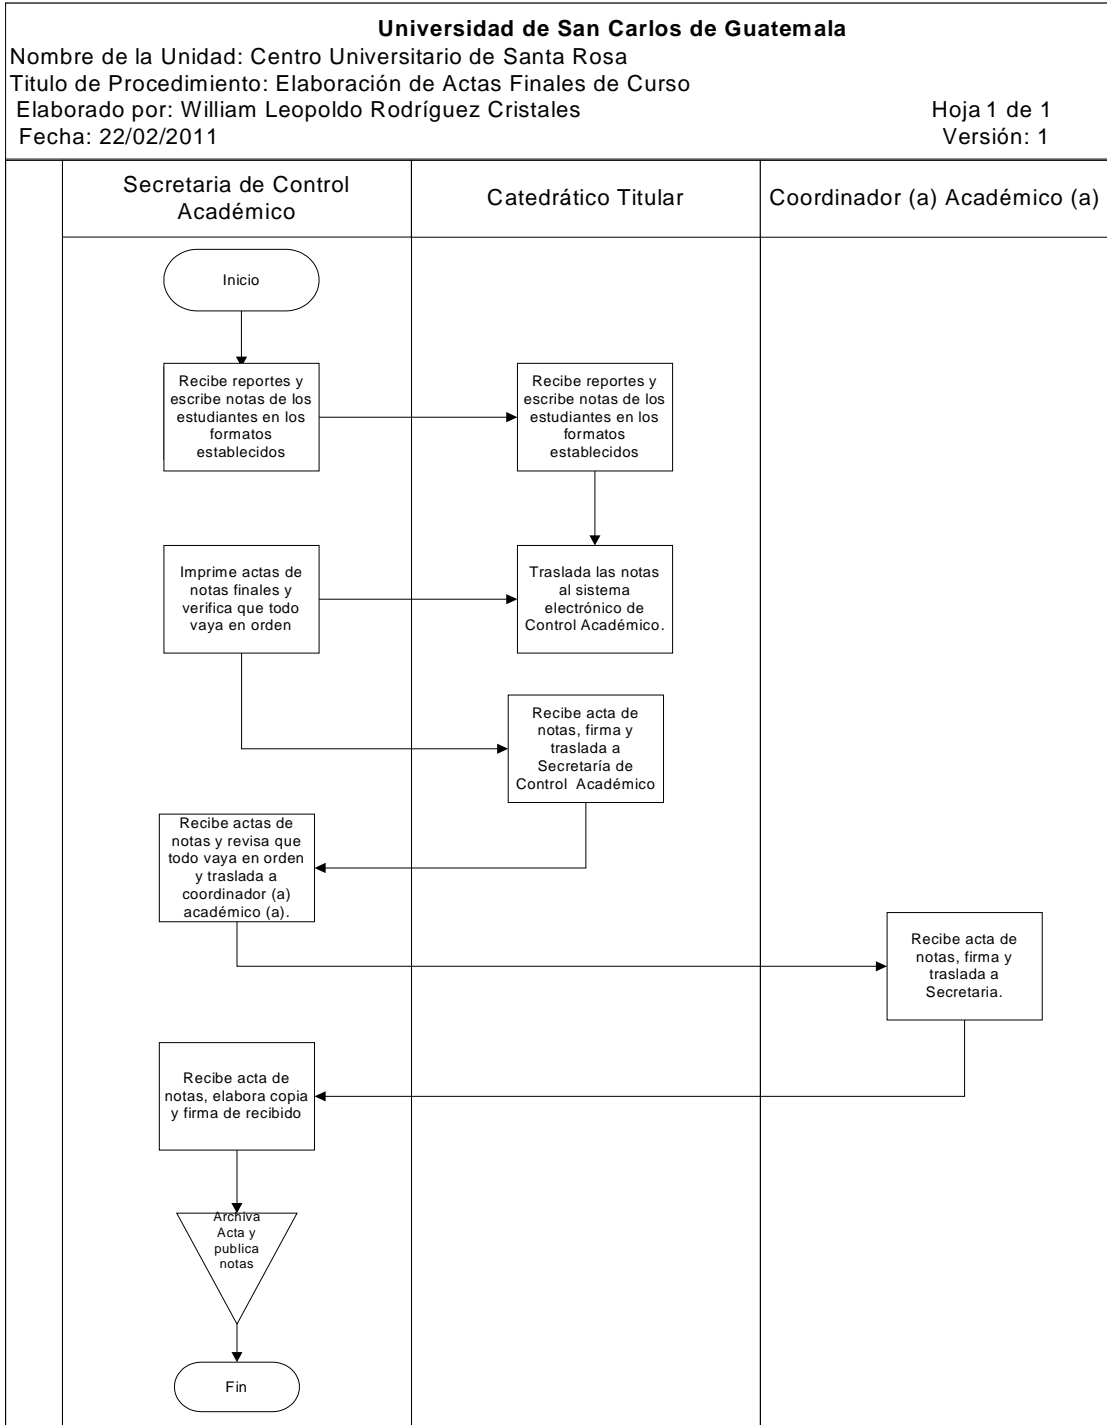 Universidad de San Carlos de Guatemala
Nombre de la Unidad: Centro Universitario de Santa Rosa
Titulo de Procedimiento: Elaboración de Actas Finales de Curso
Elaborado por: William Leopoldo Rodríguez Cristales
Hoja 1 de 1
Fecha: 22/02/2011
Versión: 1
Secretaria de Control
Académico
Catedrático Titular
Coordinador (a) Académico (a)
Inicio
Recibe reportes y
escribe notas de los
estudiantes en los
formatos
establecidos
Recibe reportes y
escribe notas de los
estudiantes en los
formatos
establecidos
Imprime actas de
notas finales y
verifica que todo
vaya en orden
Traslada las notas
al sistema
electrónico de
Control Académico.
Recibe acta de
notas, firma y
traslada a
Secretaría de
Control Académico
Recibe actas de
notas y revisa que
todo vaya en orden
y traslada a
coordinador (a)
académico (a).
Recibe acta de
notas, firma y
traslada a
Secretaria.
Recibe acta de
notas, elabora copia
y firma de recibido
Archiva
Acta y
publica
notas
Fin